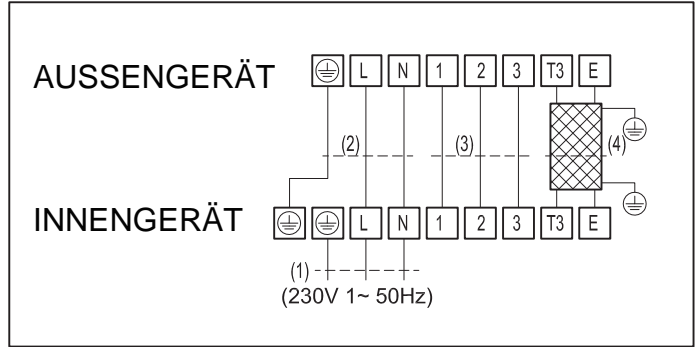 AUSSENGERÄT L N 1 2 3 T3 E
(2) (3) (4)
INNENGERÄT L N 1 2 3 T3 E
(1)
(230V 1~ 50Hz)